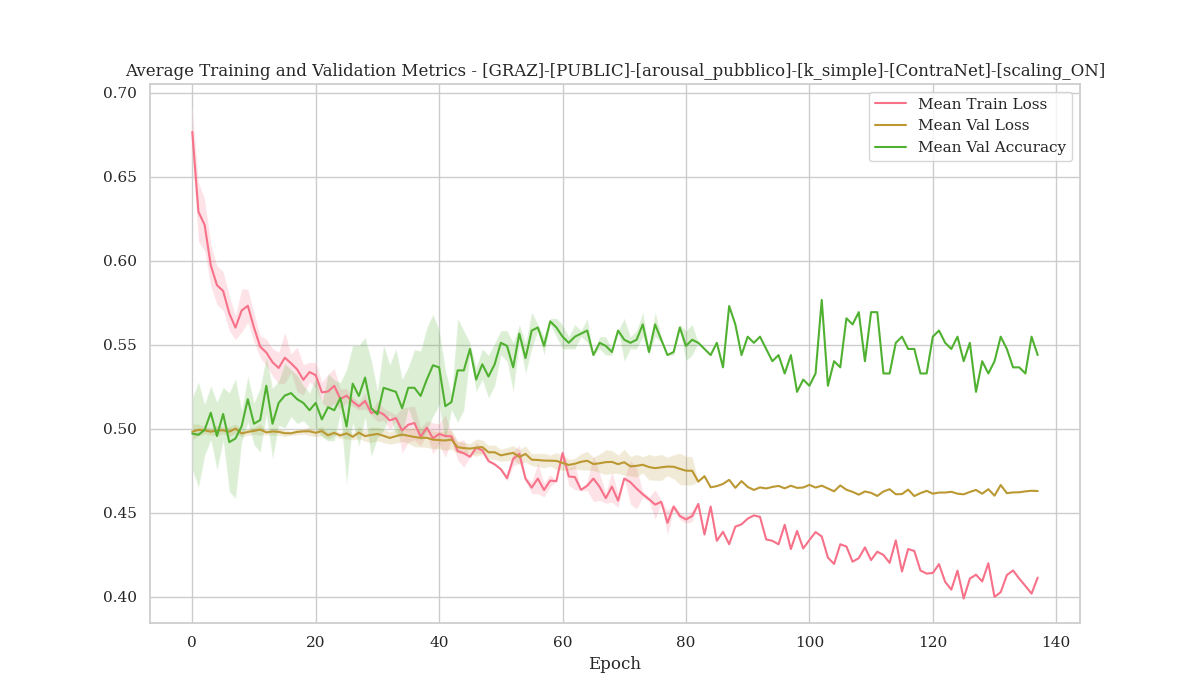 Average Training and Validation Metrics - [GRAZ]-[PUBLIC]-[arousal_pubblico]-[k_simple]-[ContraNet]-[scaling_ON]
Mean Train Loss
Mean Val Loss
Mean Val Accuracy
0.70
0.65
0.60
0.55
0.50
0.45
0.40
0 20 40 60 80 100 120 140
Epoch